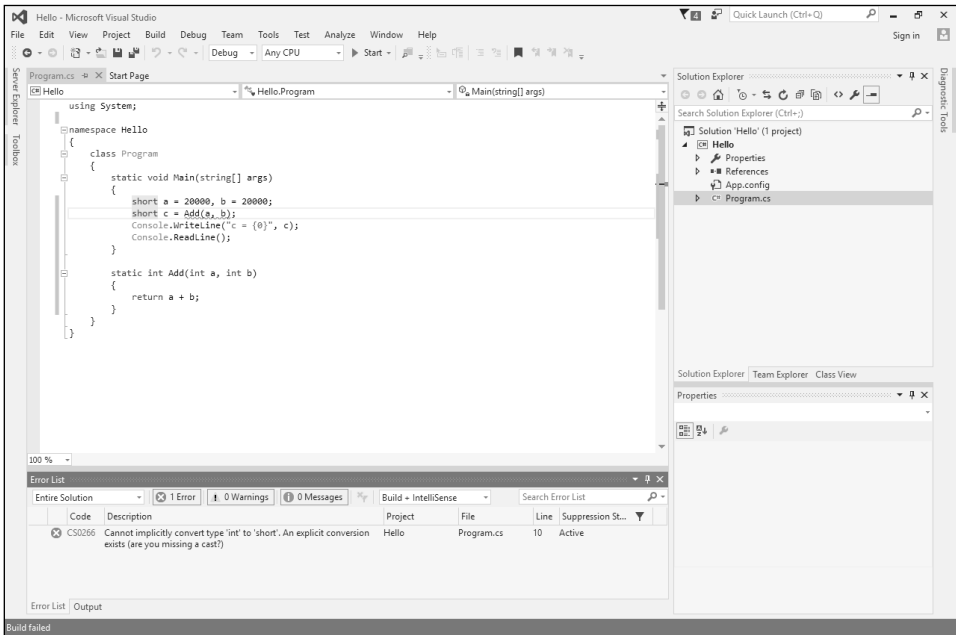 Hello - Microsoft Visual Studio
4
Quick Launch (Ctrl+Q)
File Edit View Project Build Debug Team Tools Test Analyze Window Help
Sign in
Debug Any CPU Start
Server Explorer
Toolbox
Program.cs Start Page
C# Hello Hello.Program Main(string[] args)
using System;
namespace Hello
{
class Program
{
static void Main(string[] args)
{
short a = 20000, b = 20000;
short c = Add(a, b);
Console.WriteLine("c = {0}", c);
Console.ReadLine();
}
static int Add(int a, int b)
{
return a + b;
}
}
}
100 %
Solution Explorer
Search Solution Explorer (Ctrl+;)
Solution 'Hello' (1 project)
C# Hello
Properties
References
App.config
C# Program.cs
Solution Explorer Team Explorer Class View
Properties
Diagnostic Tools
Error List
Entire Solution 1 Error 0 Warnings 0 Messages Build + IntelliSense Search Error List
Code Description Project File Line Suppression St...
CS0266 Cannot implicitly convert type 'int' to 'short'. An explicit conversion Hello Program.cs 10 Active
exists (are you missing a cast?)
Error List Output
Build failed